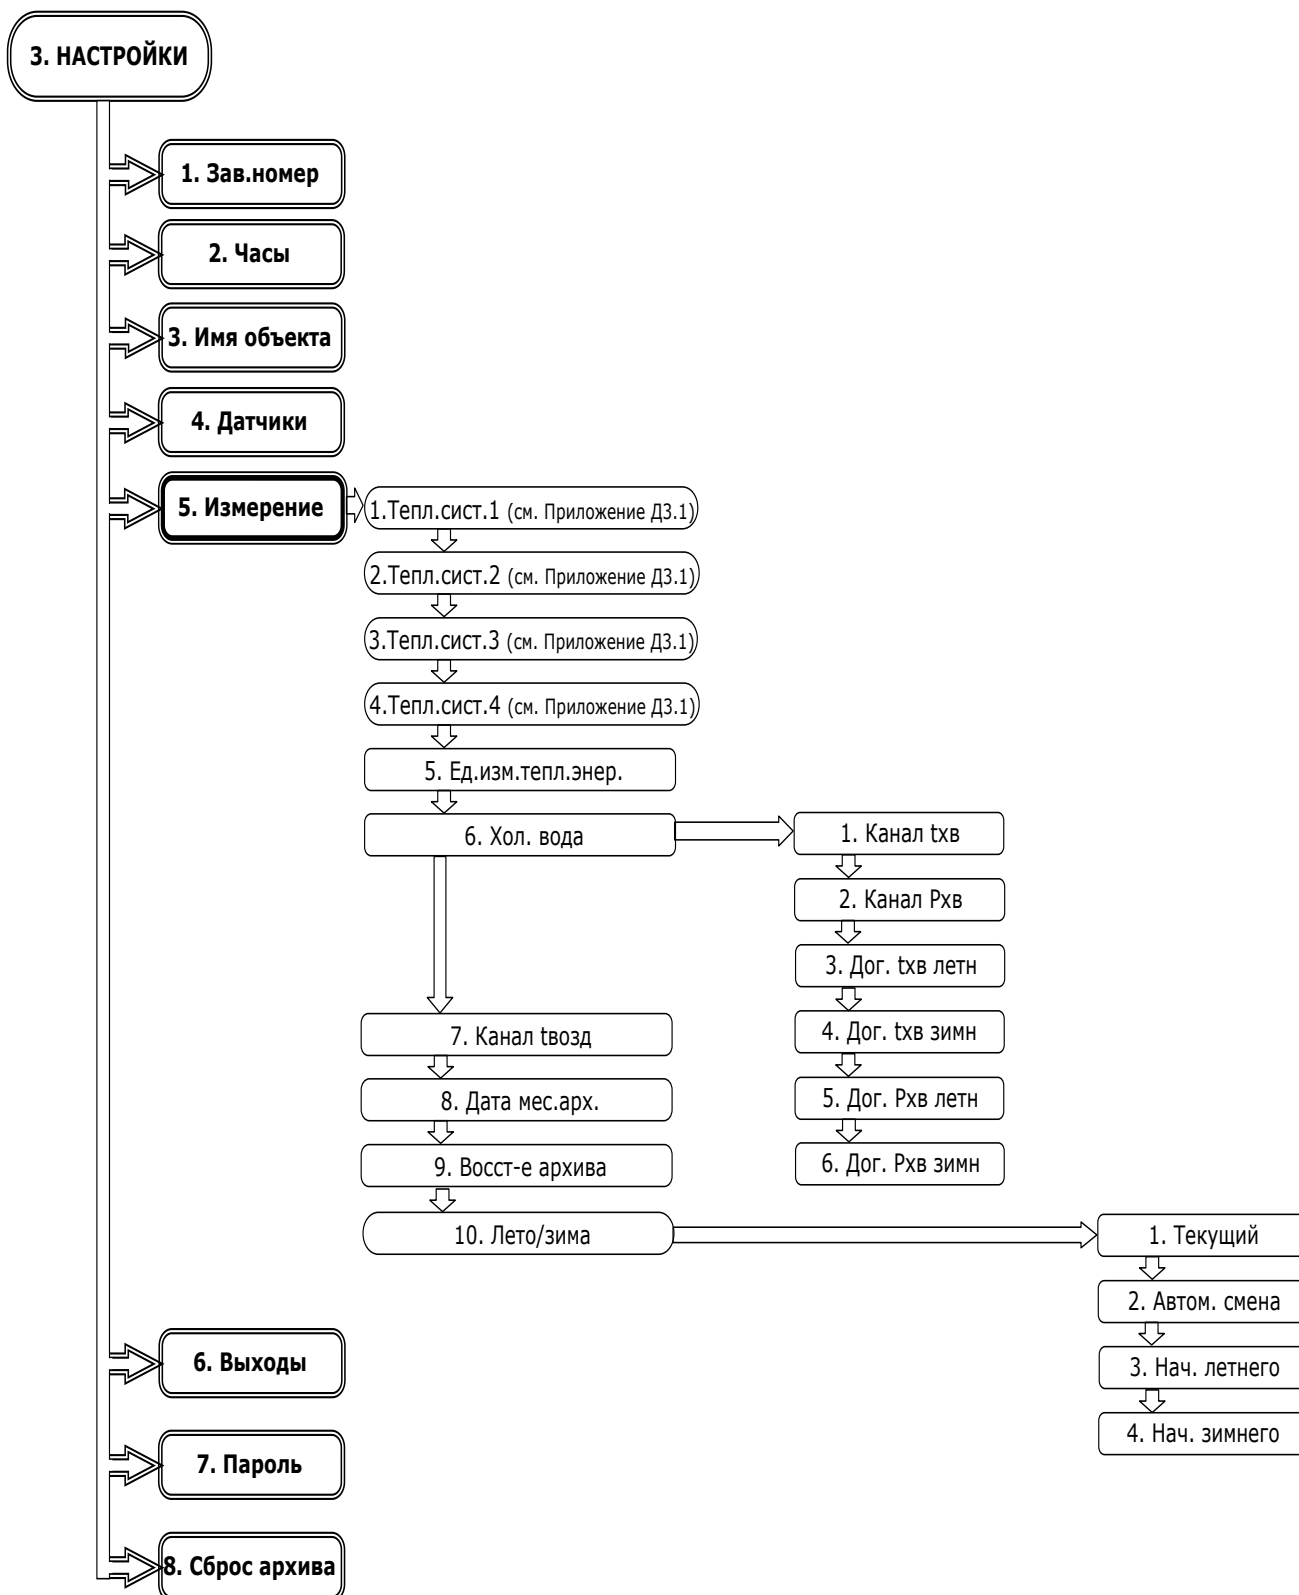 3. НАСТРОЙКИ
1. Зав.номер
2. Часы
3. Имя объекта
4. Датчики
5. Измерение
1.Тепл.сист.1 (см. Приложение Д3.1)
2.Тепл.сист.2 (см. Приложение Д3.1)
3.Тепл.сист.3 (см. Приложение Д3.1)
4.Тепл.сист.4 (см. Приложение Д3.1)
5. Ед.изм.тепл.энер.
6. Хол. вода
1. Канал tхв
2. Канал Pхв
3. Дог. tхв летн
4. Дог. tхв зимн
5. Дог. Pхв летн
6. Дог. Pхв зимн
7. Канал tвозд
8. Дата мес.арх.
9. Восст-е архива
10. Лето/зима
1. Текущий
2. Автом. смена
3. Нач. летнего
4. Нач. зимнего
6. Выходы
7. Пароль
8. Сброс архива